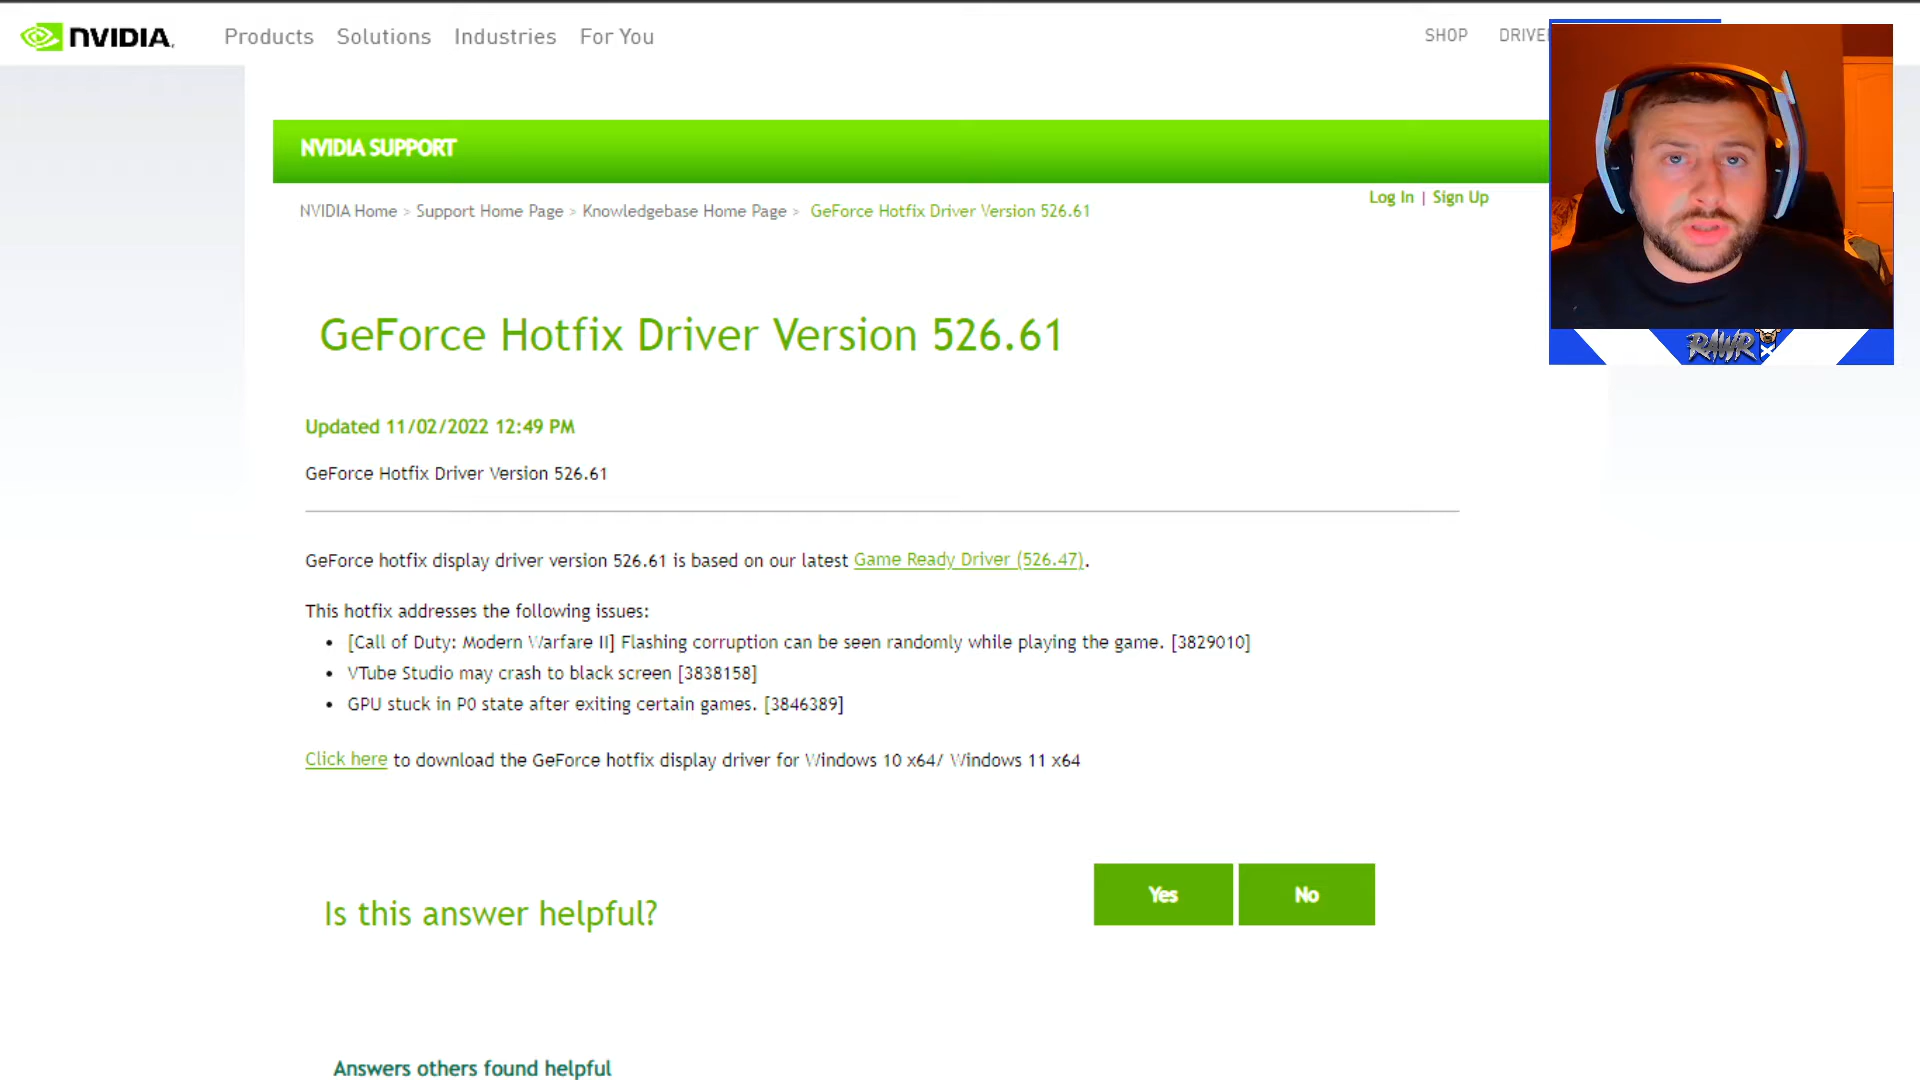 NVIDIA.
Products Solutions Industries For You
SHOP
NVIDIA SUPPORT
Log In | Sign Up
NVIDIA Home > Support Home Page > Knowledgebase Home Page > GeForce Hotfix Driver Version 526.61
GeForce Hotfix Driver Version 526.61
RAWR
Updated 11/02/2022 12:49 PM
GeForce Hotfix Driver Version 526.61
GeForce hotfix display driver version 526.61 is based on our latest Game Ready Driver (526.47).
This hotfix addresses the following issues:
• [Call of Duty: Modern Warfare II] Flashing corruption can be seen randomly while playing the game. [3829010]
• VTube Studio may crash to black screen [3838158]
• GPU stuck in P0 state after exiting certain games. [3846389]
Click here to download the GeForce hotfix display driver for Windows 10 x64/ Windows 11 x64
Is this answer helpful?
Yes No
Answers others found helpful